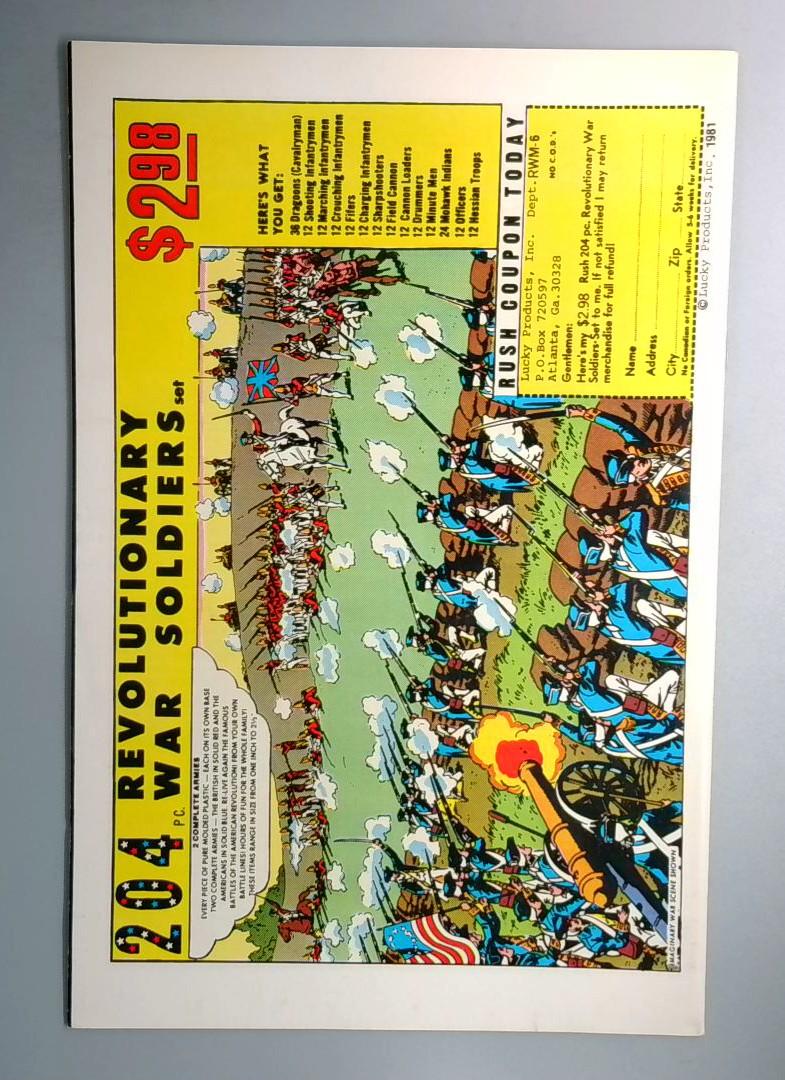 204 PC. REVOLUTIONARY
WAR SOLDIERS set
$2.98
2 COMPLETE ARMIES
EVERY PIECE OF PURE MOLDED PLASTIC — EACH ON ITS OWN BASE
TWO COMPLETE ARMIES — THE BRITISH IN SOLID RED AND THE
AMERICANS IN SOLID BLUE. RE-LIVE AGAIN THE FAMOUS
BATTLES OF THE AMERICAN REVOLUTION! FROM YOUR OWN
BATTLE LINES! HOURS OF FUN FOR THE WHOLE FAMILY!
THESE ITEMS RANGE IN SIZE FROM ONE INCH TO 2½"
HERE'S WHAT
YOU GET:
36 Dragoons (Cavalryman)
12 Shooting Infantrymen
12 Marching Infantrymen
12 Crouching Infantrymen
12 Fifers
12 Charging Infantrymen
12 Sharpshooters
12 Field Cannon
12 Cannon Loaders
12 Drummers
12 Minute Men
24 Mohawk Indians
12 Officers
12 Hessian Troops
RUSH COUPON TODAY
Lucky Products, Inc. Dept. RWM-6
P.O.Box 720597 NO C.O.D.'s
Atlanta, Ga. 30328
Gentlemen:
Here's my $2.98 Rush 204 pc. Revolutionary War
Soldiers Set to me. If not satisfied I may return
merchandise for full refund!
Name
Address
City Zip State
No Canadian or Foreign orders. Allow 3-6 weeks for delivery.
© Lucky Products, Inc. 1981
IMAGINARY WAR SCENE SHOWN